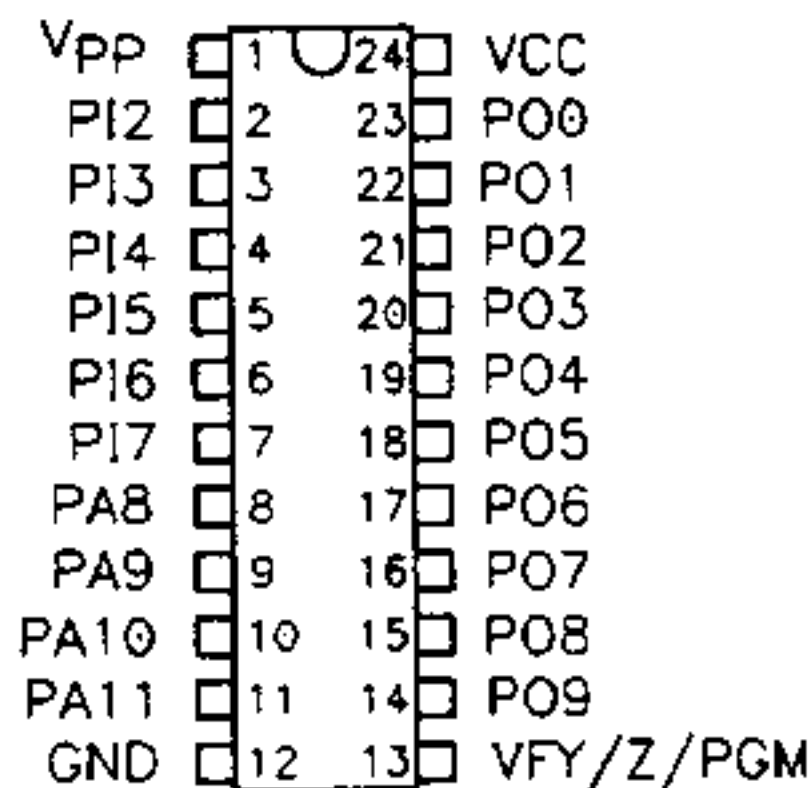 VPP 1 24 VCC
PI2 2 23 PO0
PI3 3 22 PO1
PI4 4 21 PO2
PI5 5 20 PO3
PI6 6 19 PO4
PI7 7 18 PO5
PA8 8 17 PO6
PA9 9 16 PO7
PA10 10 15 PO8
PA11 11 14 PO9
GND 12 13 VFY/Z/PGM